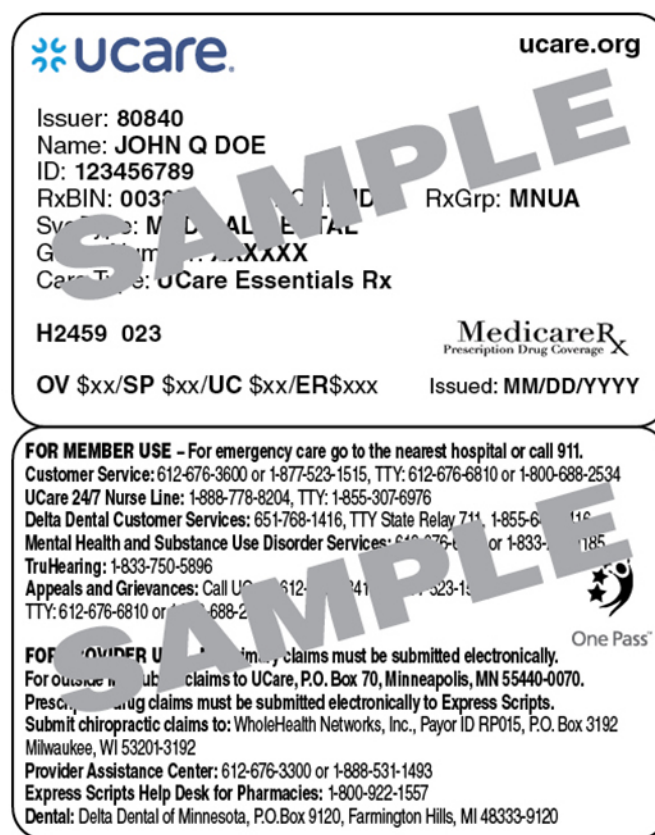 ucare. ucare.org
Issuer: 80840
Name: JOHN Q DOE
ID: 123456789
RxBIN: RxGrp: MNUA
UCare Essentials Rx
H2459 023
MedicareRx
Prescription Drug Coverage
OV $xx/SP $xx/UC $xx/ER$xxx Issued: MM/DD/YYYY
SAMPLE
FOR MEMBER USE – For emergency care go to the nearest hospital or call 911.
Customer Service: 612-676-3600 or 1-877-523-1515, TTY: 612-676-6810 or 1-800-688-2534
UCare 24/7 Nurse Line: 1-888-778-8204, TTY: 1-855-307-6976
Delta Dental Customer Services: 651-768-1416, TTY State Relay 711,
Mental Health and Substance Use Disorder Services: or
TruHearing: 1-833-750-5896
Appeals and Grievances: Call
TTY: 612-676-6810 or
One Pass™
SAMPLE
claims must be submitted electronically.
claims to UCare, P.O. Box 70, Minneapolis, MN 55440-0070.
claims must be submitted electronically to Express Scripts.
Submit chiropractic claims to: WholeHealth Networks, Inc., Payor ID RP015, P.O. Box 3192
Milwaukee, WI 53201-3192
Provider Assistance Center: 612-676-3300 or 1-888-531-1493
Express Scripts Help Desk for Pharmacies: 1-800-922-1557
Dental: Delta Dental of Minnesota, P.O.Box 9120, Farmington Hills, MI 48333-9120